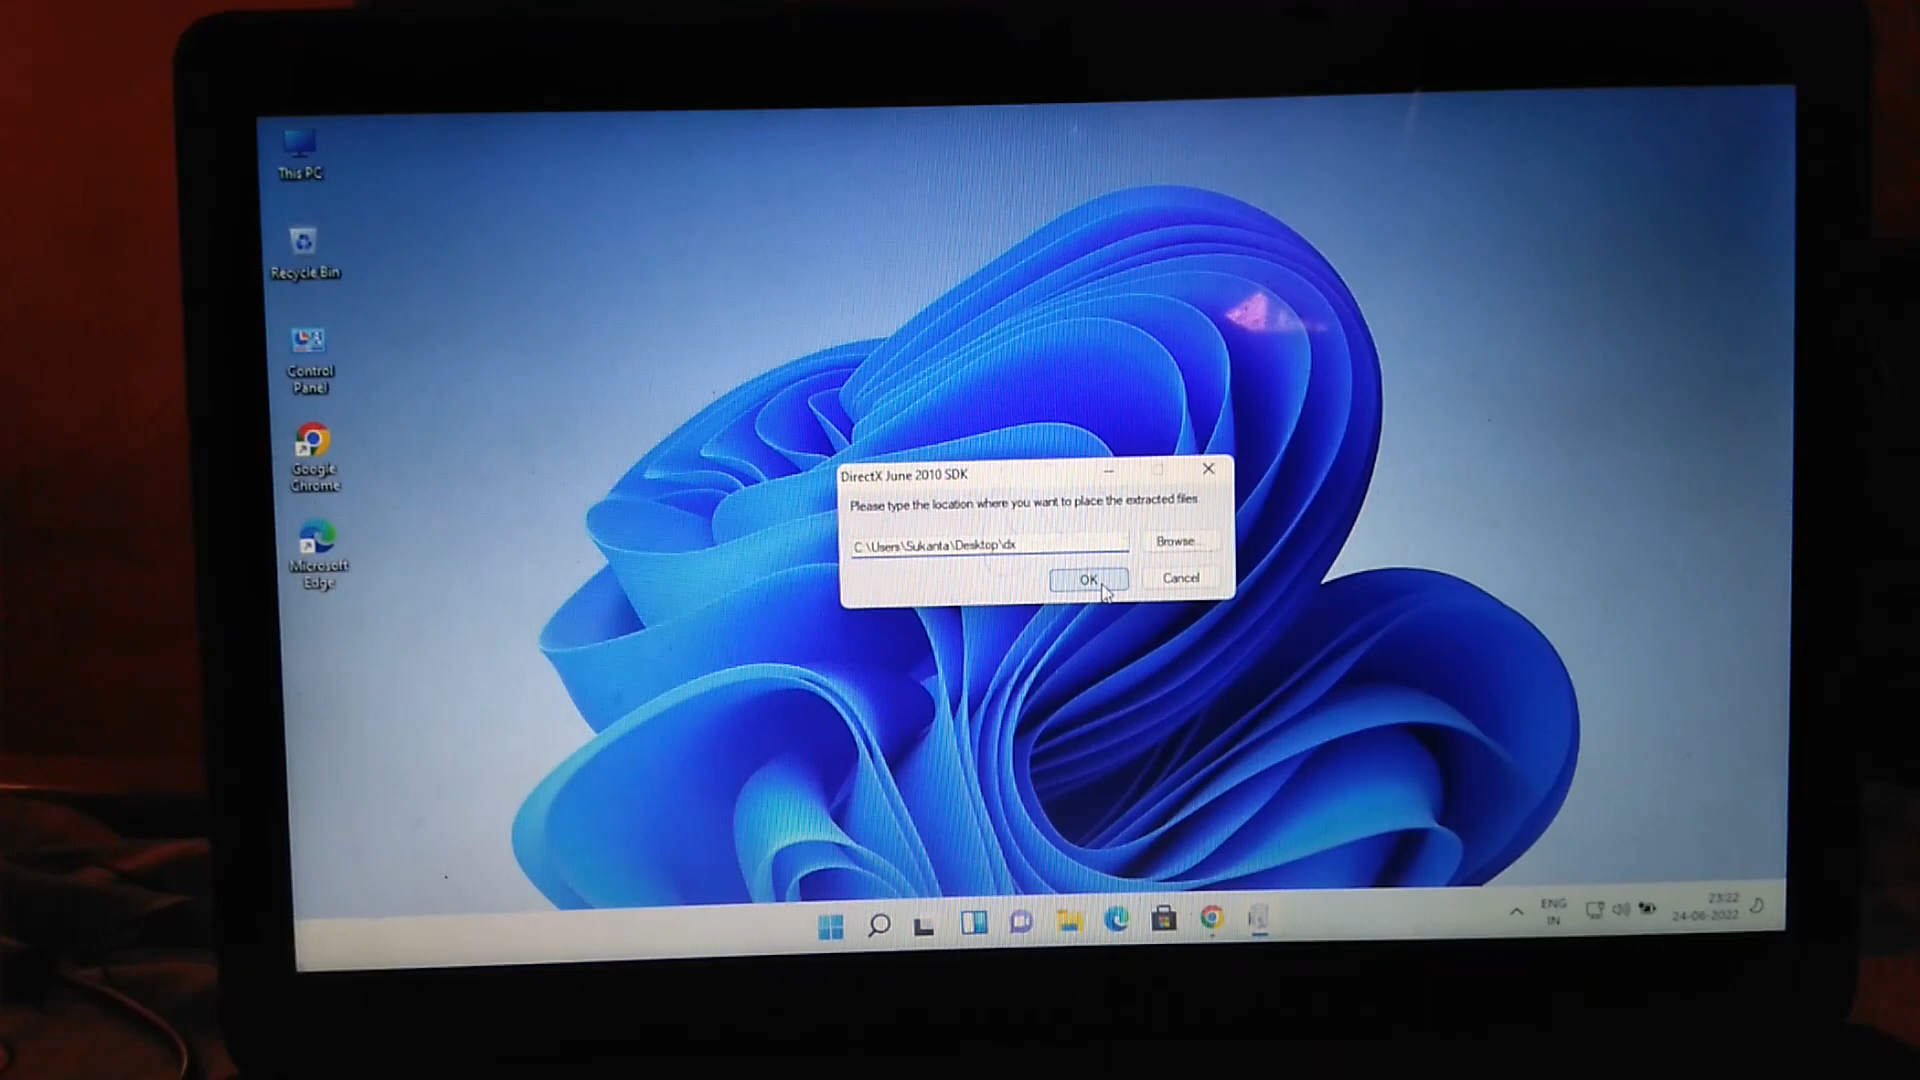 This PC
Recycle Bin
Control
Panel
Google
Chrome
Microsoft
Edge
DirectX June 2010 SDK
Please type the location where you want to place the extracted files
C:\Users\Sukanta\Desktop\dx
Browse...
OK
Cancel
ENG
IN
23:22
24-06-2022